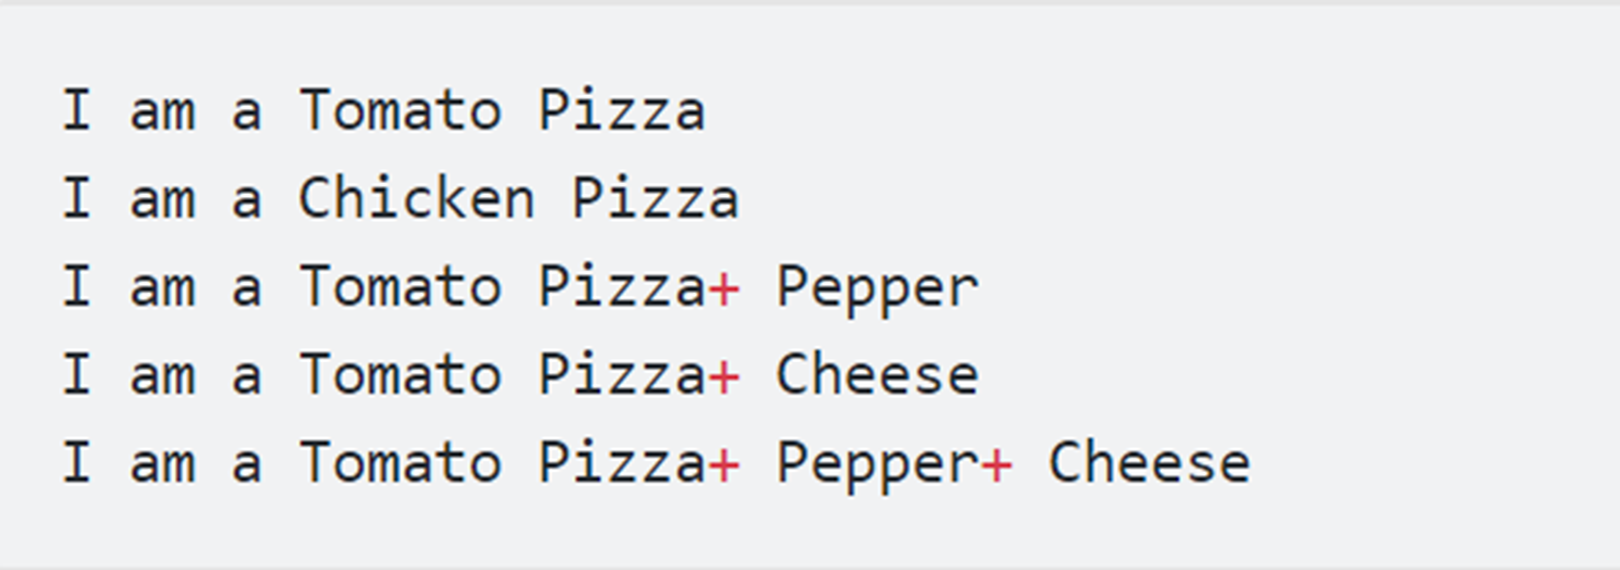 I am a Tomato Pizza
I am a Chicken Pizza
I am a Tomato Pizza+ Pepper
I am a Tomato Pizza+ Cheese
I am a Tomato Pizza+ Pepper+ Cheese